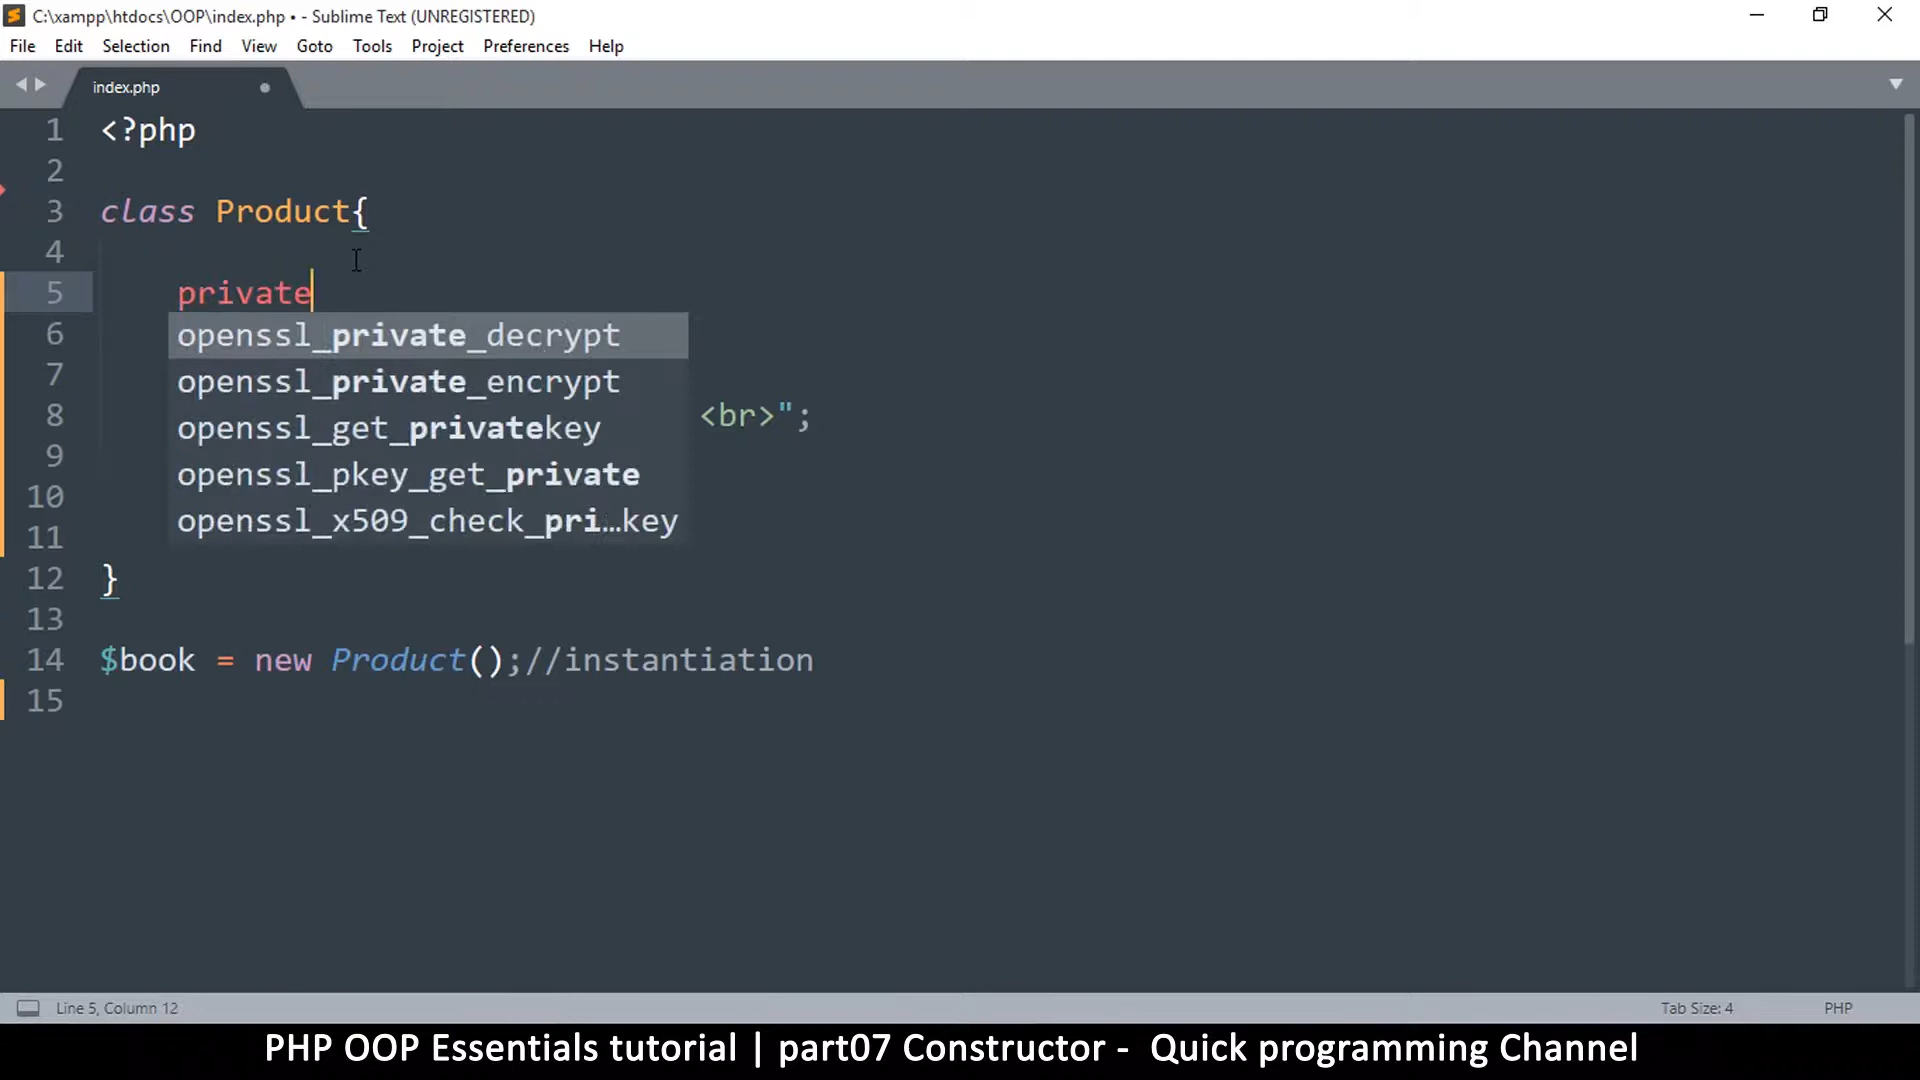 C:\xampp\htdocs\OOP\index.php • - Sublime Text (UNREGISTERED)
File Edit Selection Find View Goto Tools Project Preferences Help
index.php
1 <?php
2
3 class Product{
4
5 private
6 openssl_private_decrypt
7 openssl_private_encrypt
8 openssl_get_privatekey <br>";
9 openssl_pkey_get_private
10 openssl_x509_check_pri…key
11
12 }
13
14 $book = new Product();//instantiation
15
Line 5, Column 12 Tab Size: 4 PHP
PHP OOP Essentials tutorial | part07 Constructor - Quick programming Channel